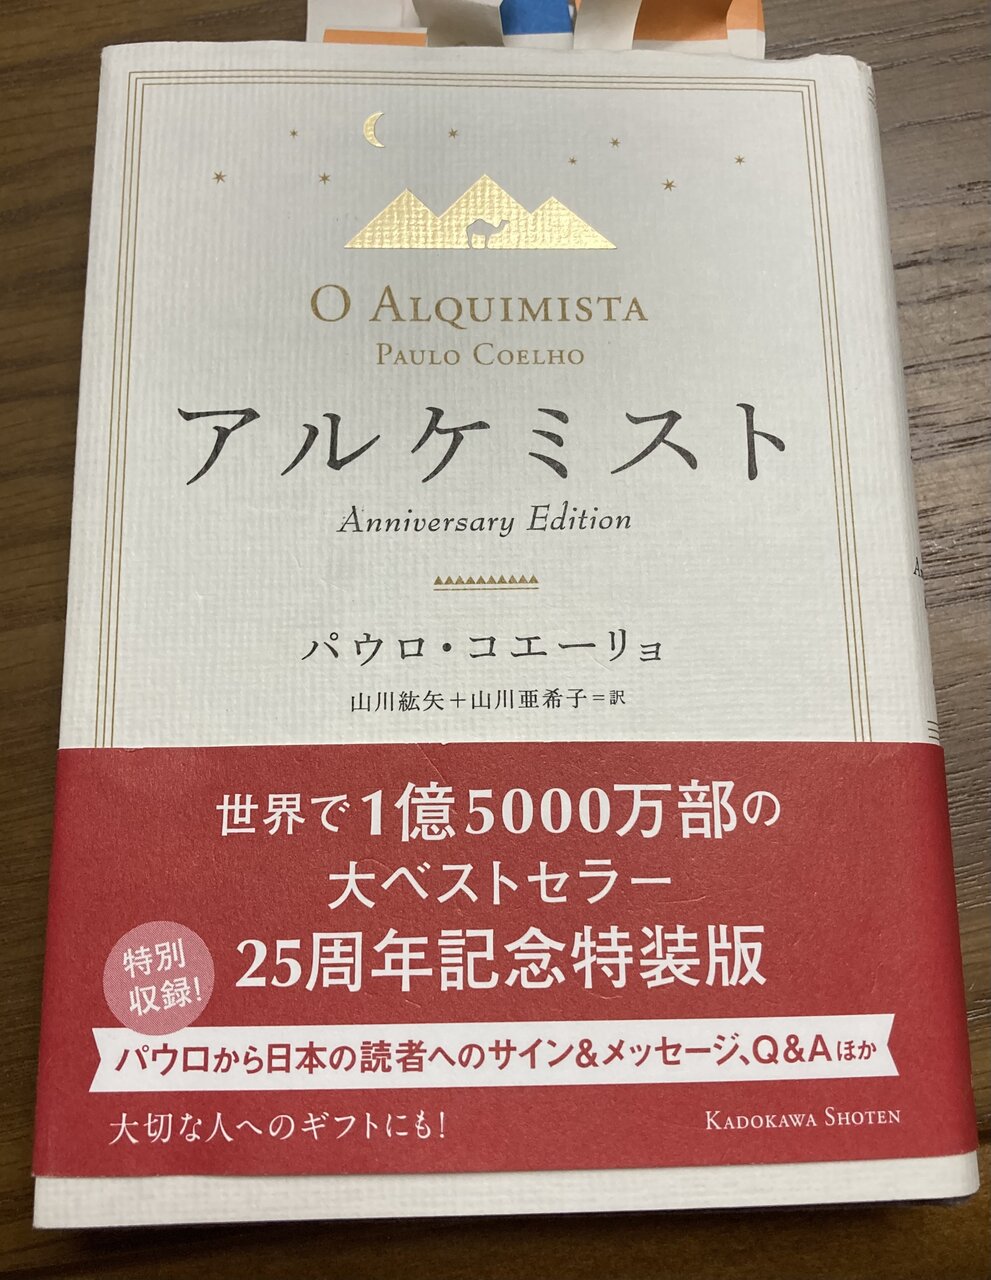 O ALQUIMISTA
PAULO COELHO
アルケミスト
Anniversary Edition
パウロ・コエーリョ
山川紘矢+山川亜希子=訳
世界で1億5000万部の
大ベストセラー
25周年記念特装版
特別
収録!
パウロから日本の読者へのサイン&メッセージ、Q&Aほか
大切な人へのギフトにも!
KADOKAWA SHOTEN